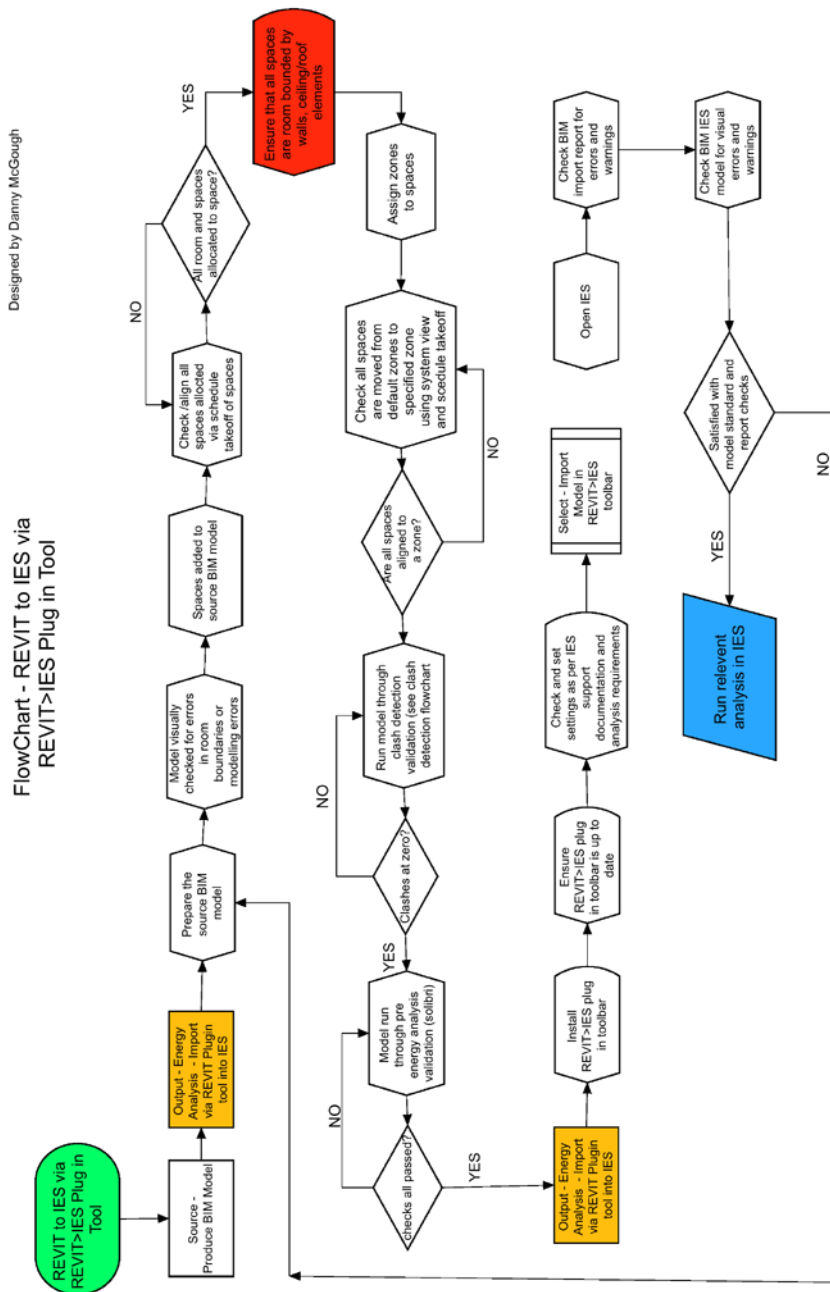 Designed by Danny McGough
FlowChart - REVIT to IES via
REVIT>IES Plug in Tool
REVIT to IES via
REVIT>IES Plug in
Tool
Source -
Produce BIM Model
Output - Energy
Analysis - Import
via REVIT Plugin
tool into IES
Prepare the
source BIM
model
Model visually
checked for errors
in room
boundaries or
modelling errors
Spaces added to
source BIM model
Check /align all
spaces allocted
via schedule
takeoff of spaces
NO
All room and spaces
allocated to space?
YES
Ensure that all spaces
are room bounded by
walls, ceiling/roof
elements
Assign zones
to spaces
Check all spaces
are moved from
default zones to
specified zone
using system view
and scedule takeoff
NO
Are all spaces
aligned to
a zone?
Run model through
clash detection
validation (see clash
detection flowchart
NO
Clashes at zero?
YES
Model run
through pre
energy analysis
validation (solibri)
NO
checks all passed?
YES
Output - Energy
Analysis - Import
via REVIT Plugin
tool into IES
Install
REVIT>IES plug
in toolbar
Ensure
REVIT>IES plug
in toolbar is up to
date
Check and set
settings as per IES
support
documentation and
analysis requirements
Select - Import
Model in
REVIT>IES
toolbar
Open IES
Check BIM
import report for
errors and
warnings
Check BIM IES
model for visual
errors and
warnings
Satisfied with
model standard and
report checks
NO
YES
Run relevent
analysis in IES